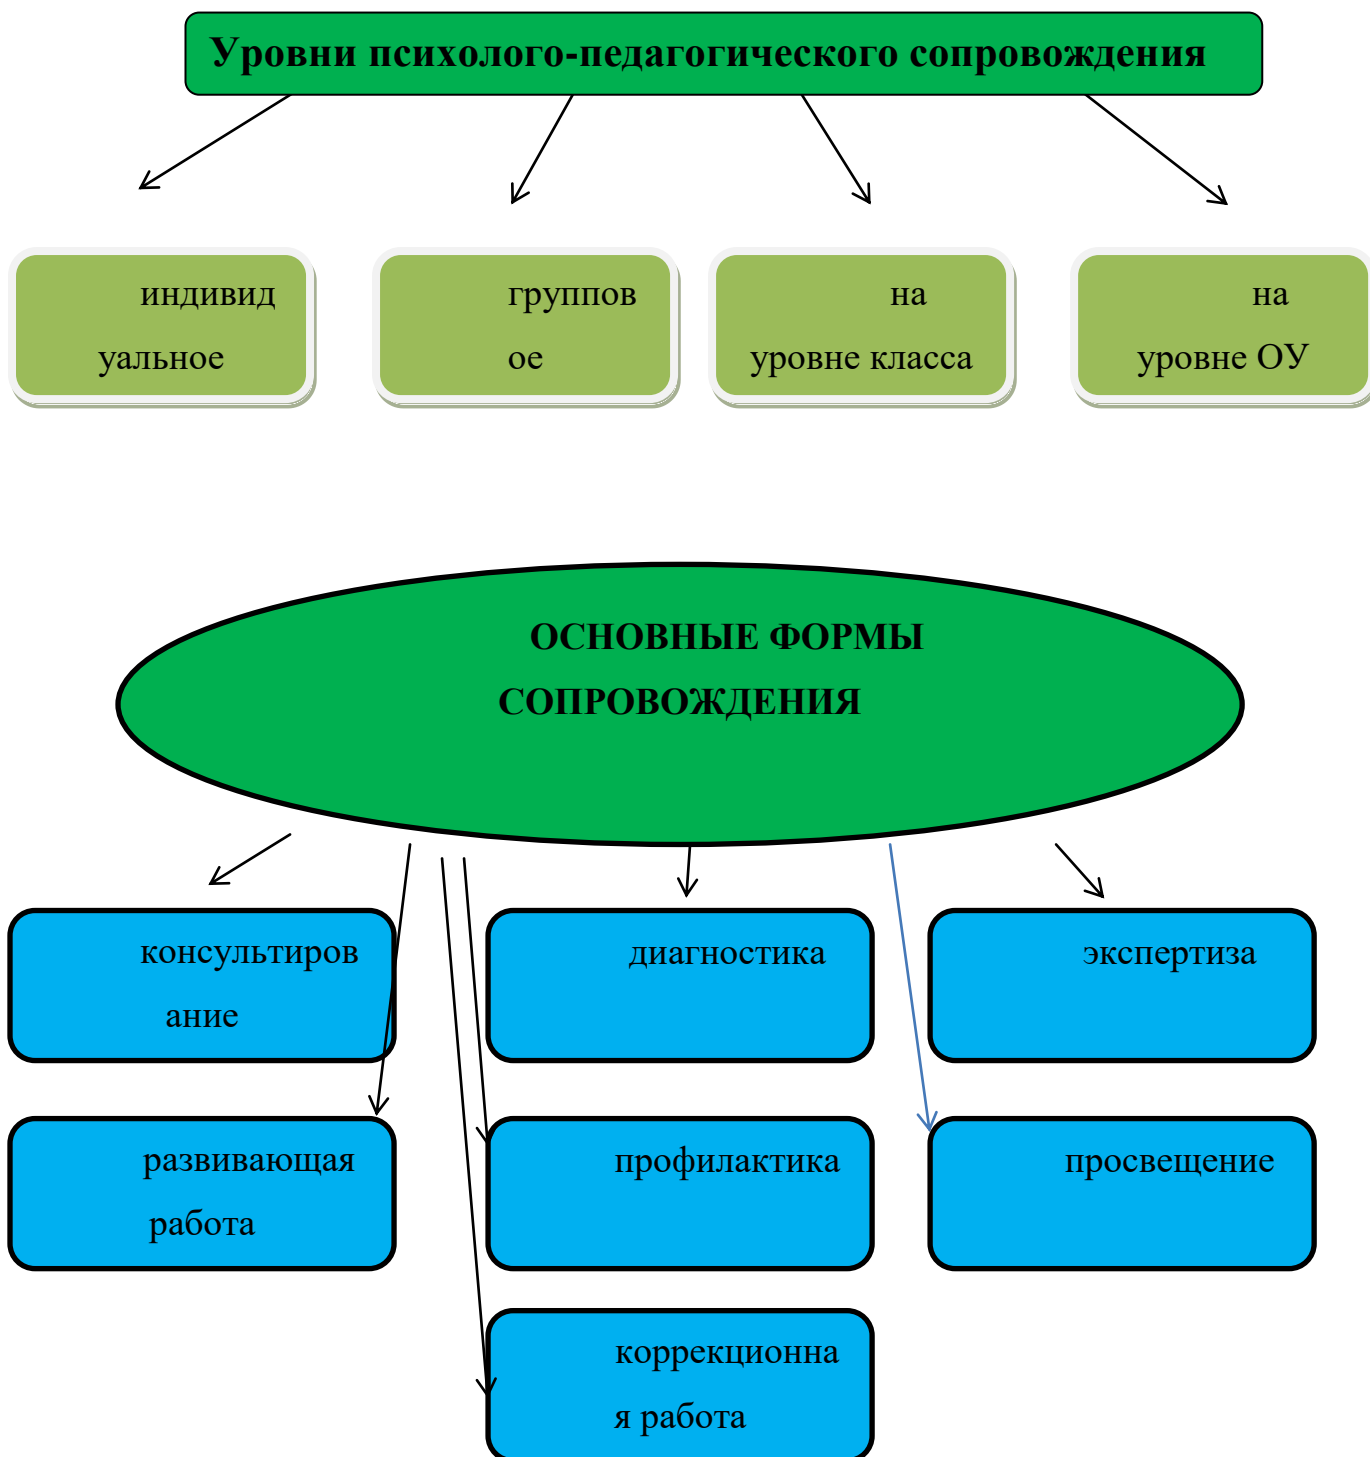 Уровни психолого-педагогического сопровождения
индивид
уальное
группов
ое
на
уровне класса
на
уровне ОУ
ОСНОВНЫЕ ФОРМЫ
СОПРОВОЖДЕНИЯ
консультиров
ание
диагностика
экспертиза
развивающая
работа
профилактика
просвещение
коррекционна
я работа